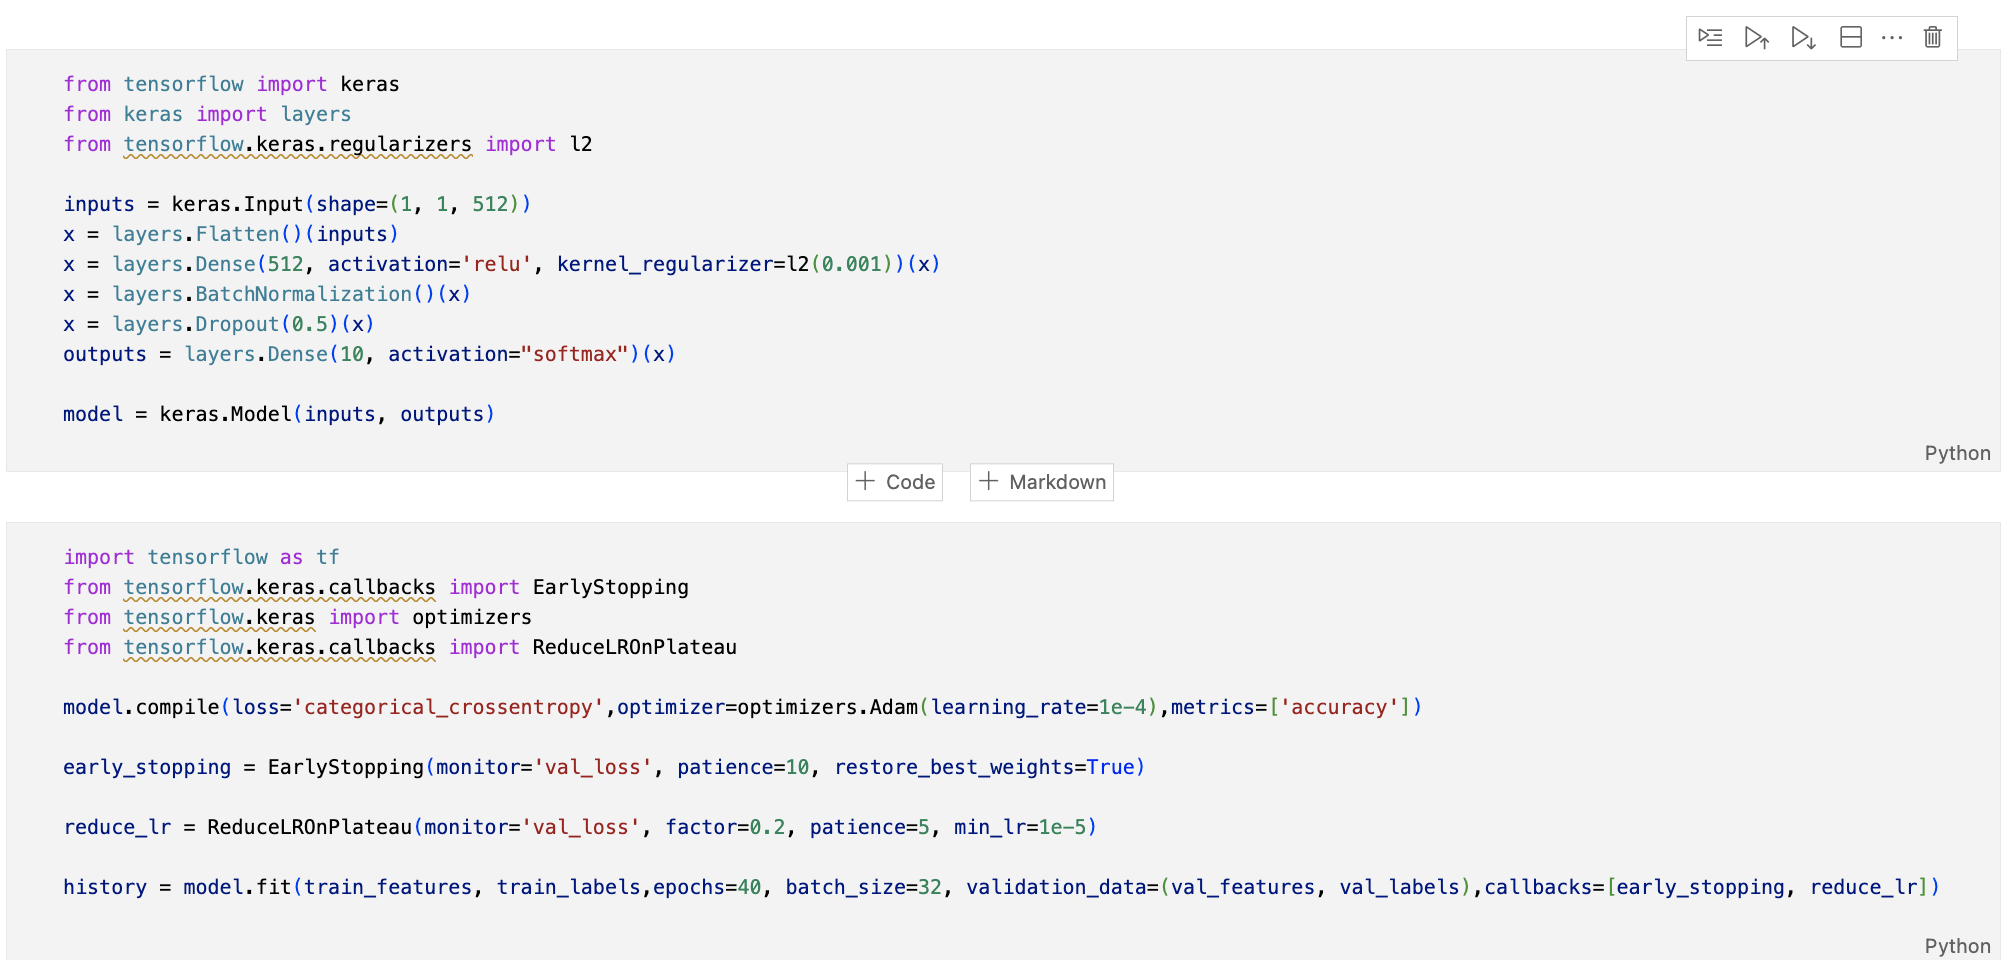 from tensorflow import keras
from keras import layers
from tensorflow.keras.regularizers import l2
inputs = keras.Input(shape=(1, 1, 512))
x = layers.Flatten()(inputs)
x = layers.Dense(512, activation='relu', kernel_regularizer=l2(0.001))(x)
x = layers.BatchNormalization()(x)
x = layers.Dropout(0.5)(x)
outputs = layers.Dense(10, activation="softmax")(x)
model = keras.Model(inputs, outputs)
Python
+ Code + Markdown
import tensorflow as tf
from tensorflow.keras.callbacks import EarlyStopping
from tensorflow.keras import optimizers
from tensorflow.keras.callbacks import ReduceLROnPlateau
model.compile(loss='categorical_crossentropy',optimizer=optimizers.Adam(learning_rate=1e-4),metrics=['accuracy'])
early_stopping = EarlyStopping(monitor='val_loss', patience=10, restore_best_weights=True)
reduce_lr = ReduceLROnPlateau(monitor='val_loss', factor=0.2, patience=5, min_lr=1e-5)
history = model.fit(train_features, train_labels,epochs=40, batch_size=32, validation_data=(val_features, val_labels),callbacks=[early_stopping, reduce_lr])
Python